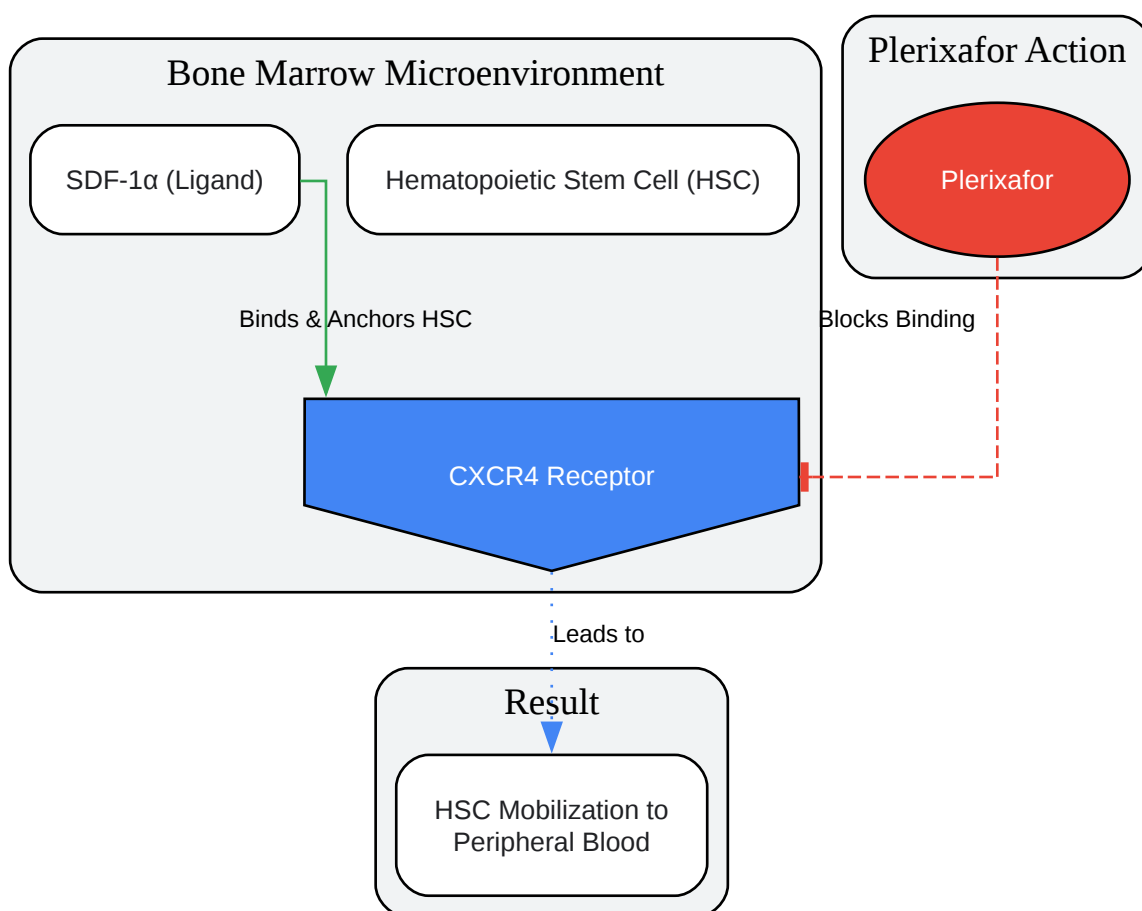 Bone Marrow Microenvironment
Plerixafor Action
SDF-1α (Ligand)
Hematopoietic Stem Cell (HSC)
Plerixafor
Binds & Anchors HSC
Blocks Binding
CXCR4 Receptor
Leads to
Result
HSC Mobilization to
Peripheral Blood